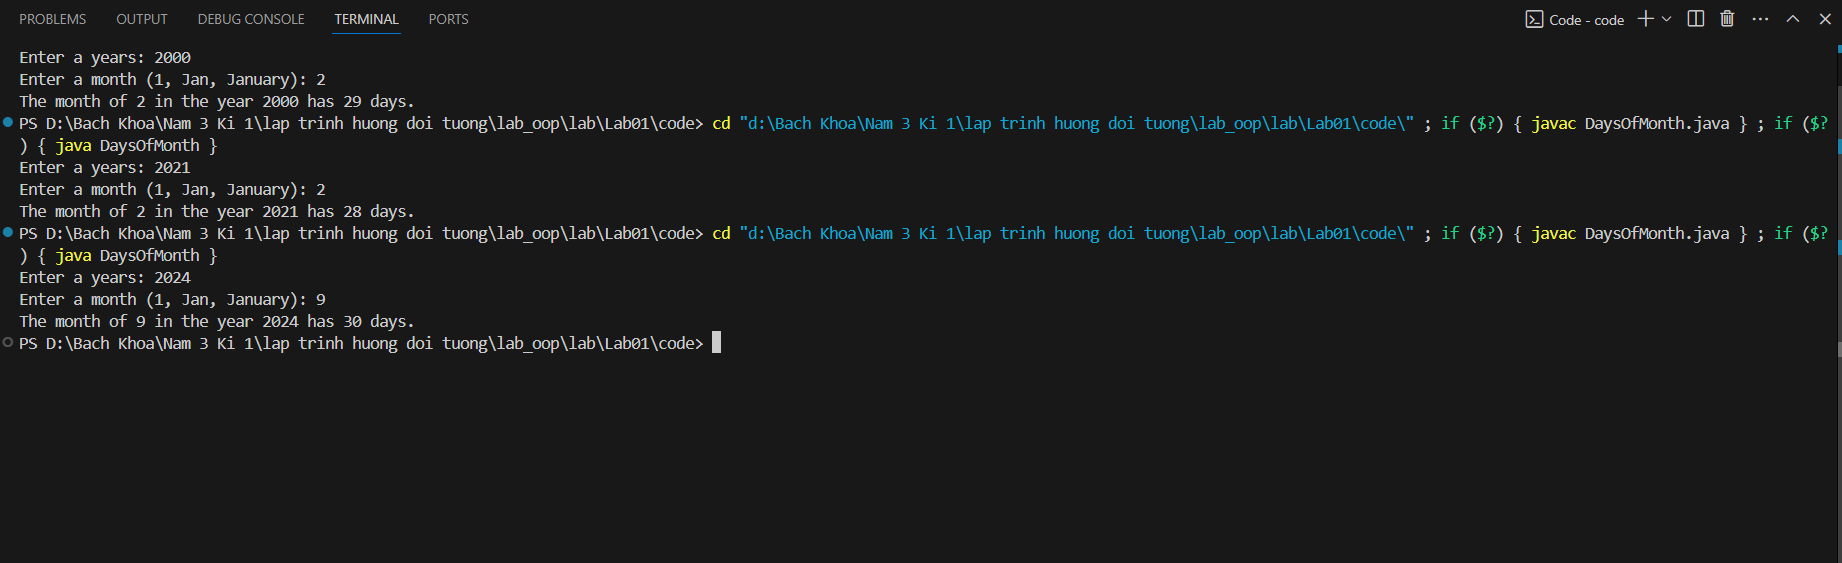 PROBLEMS OUTPUT DEBUG CONSOLE TERMINAL PORTS Code - code
Enter a years: 2000
Enter a month (1, Jan, January): 2
The month of 2 in the year 2000 has 29 days.
PS D:\Bach Khoa\Nam 3 Ki 1\lap trinh huong doi tuong\lab_oop\lab\Lab01\code> cd "d:\Bach Khoa\Nam 3 Ki 1\lap trinh huong doi tuong\lab_oop\lab\Lab01\code\" ; if ($?) { javac DaysOfMonth.java } ; if ($?
) { java DaysOfMonth }
Enter a years: 2021
Enter a month (1, Jan, January): 2
The month of 2 in the year 2021 has 28 days.
PS D:\Bach Khoa\Nam 3 Ki 1\lap trinh huong doi tuong\lab_oop\lab\Lab01\code> cd "d:\Bach Khoa\Nam 3 Ki 1\lap trinh huong doi tuong\lab_oop\lab\Lab01\code\" ; if ($?) { javac DaysOfMonth.java } ; if ($?
) { java DaysOfMonth }
Enter a years: 2024
Enter a month (1, Jan, January): 9
The month of 9 in the year 2024 has 30 days.
PS D:\Bach Khoa\Nam 3 Ki 1\lap trinh huong doi tuong\lab_oop\lab\Lab01\code>